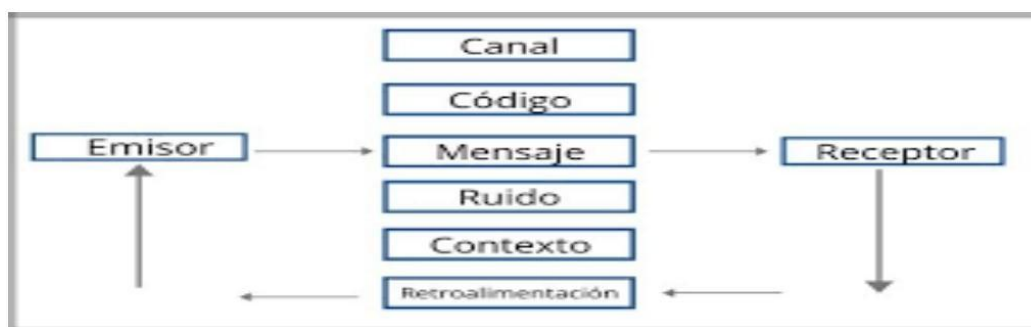 Canal
Código
Emisor
Mensaje
Receptor
Ruido
Contexto
Retroalimentación